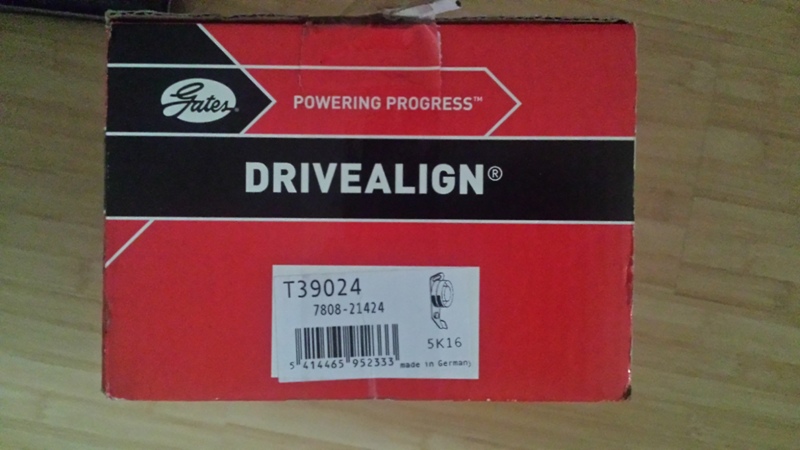 Gates®
POWERING PROGRESS™
DRIVEALIGN®
T39024
7808-21424
5K16
5 414465 952333
made in Germany